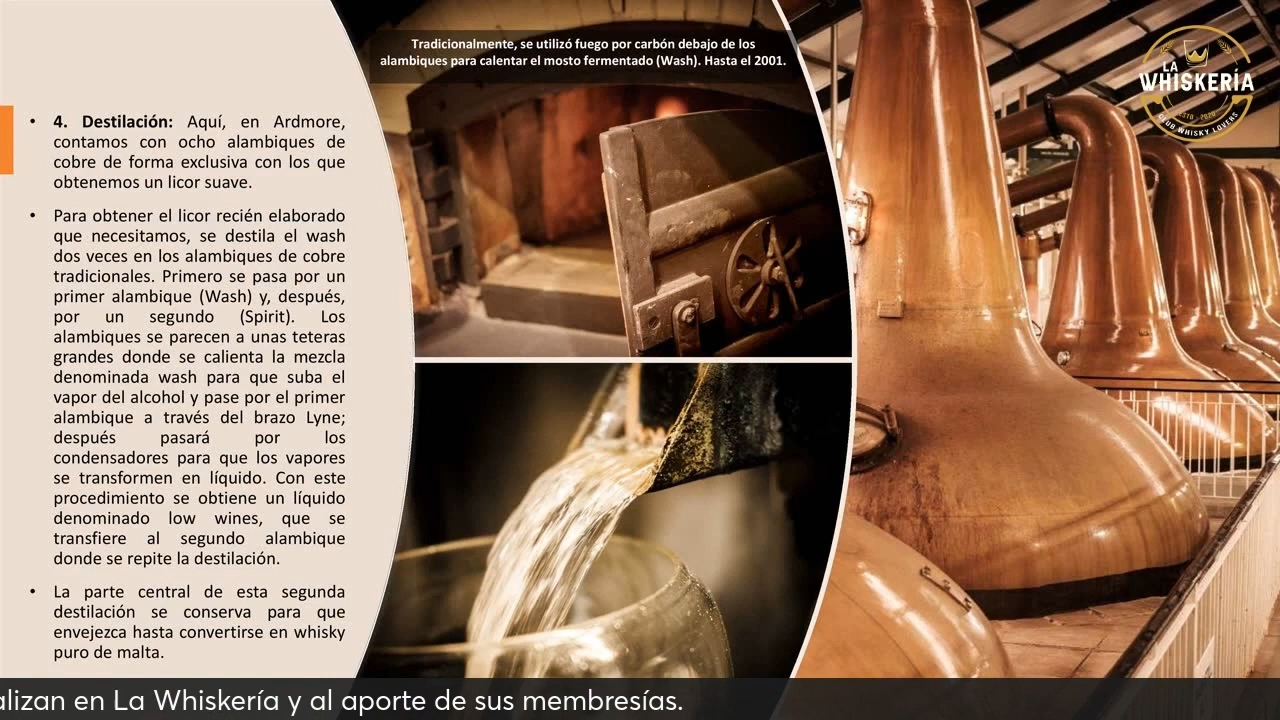 Tradicionalmente, se utilizó fuego por carbón debajo de los
alambiques para calentar el mosto fermentado (Wash). Hasta el 2001.
LA
WHISKERÍA
ESTD · 2020
CLUB WHISKY LOVERS
• 4. Destilación: Aquí, en Ardmore,
contamos con ocho alambiques de
cobre de forma exclusiva con los que
obtenemos un licor suave.
• Para obtener el licor recién elaborado
que necesitamos, se destila el wash
dos veces en los alambiques de cobre
tradicionales. Primero se pasa por un
primer alambique (Wash) y, después,
por un segundo (Spirit). Los
alambiques se parecen a unas teteras
grandes donde se calienta la mezcla
denominada wash para que suba el
vapor del alcohol y pase por el primer
alambique a través del brazo Lyne;
después pasará por los
condensadores para que los vapores
se transformen en líquido. Con este
procedimiento se obtiene un líquido
denominado low wines, que se
transfiere al segundo alambique
donde se repite la destilación.
• La parte central de esta segunda
destilación se conserva para que
envejezca hasta convertirse en whisky
puro de malta.
alizan en La Whiskería y al aporte de sus membresías.